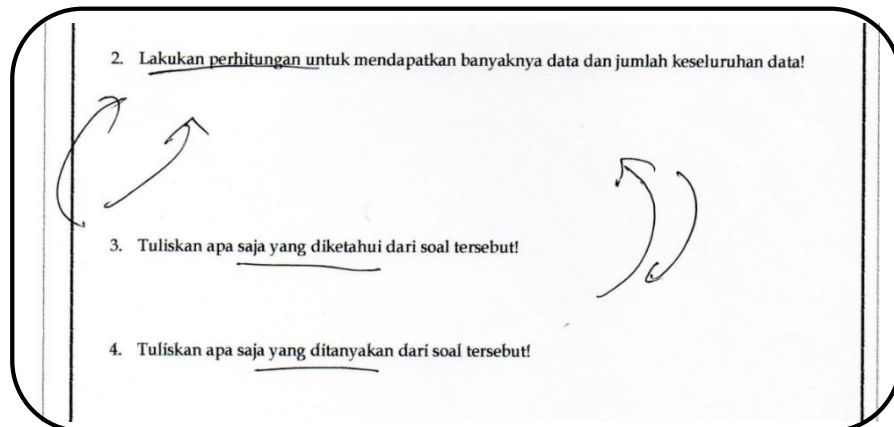 2. Lakukan perhitungan untuk mendapatkan banyaknya data dan jumlah keseluruhan data!
3. Tuliskan apa saja yang diketahui dari soal tersebut!
4. Tuliskan apa saja yang ditanyakan dari soal tersebut!